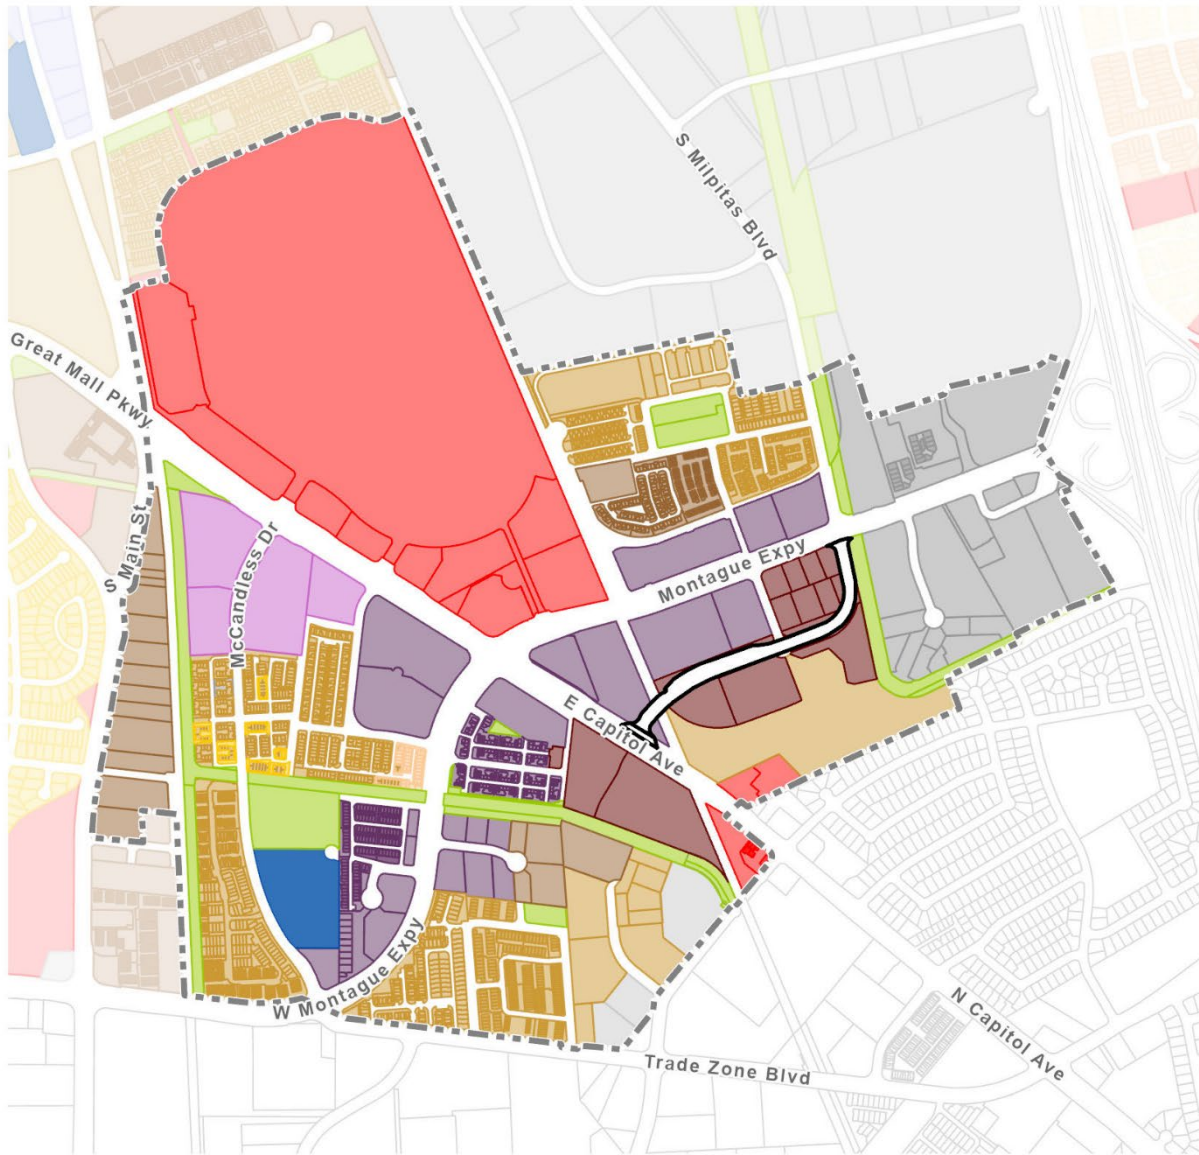 S Milpitas Blvd
Great Mall Pkwy
S Main St
McCandless Dr
Montague Expy
E Capitol Ave
W Montague Expy
N Capitol Ave
Trade Zone Blvd